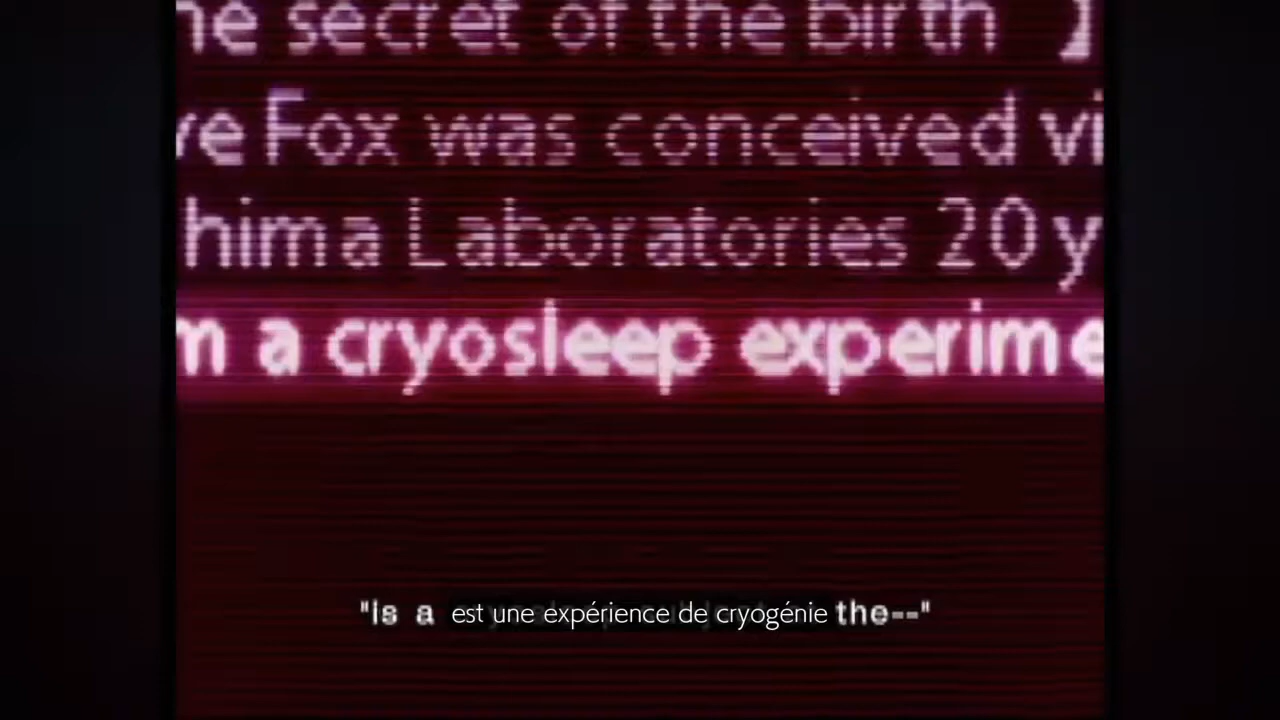 he secret of the birth 】
ve Fox was conceived vi
hima Laboratories 20 y
m a cryosleep experime
"is a est une expérience de cryogénie the--"